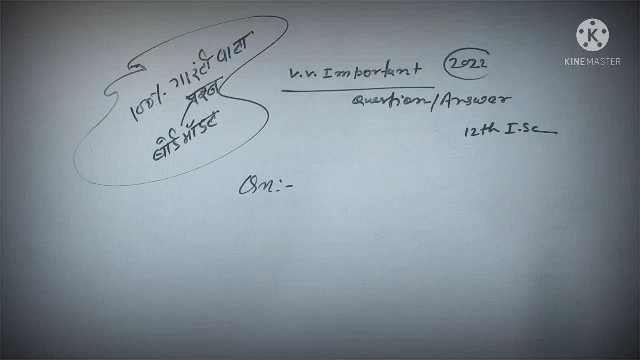 100% गारंटी वाला
प्रश्न
बोर्ड मॉडल
v.v. Important 2022
Question/Answer
12th I.Sc
Qn:-
KINEMASTER